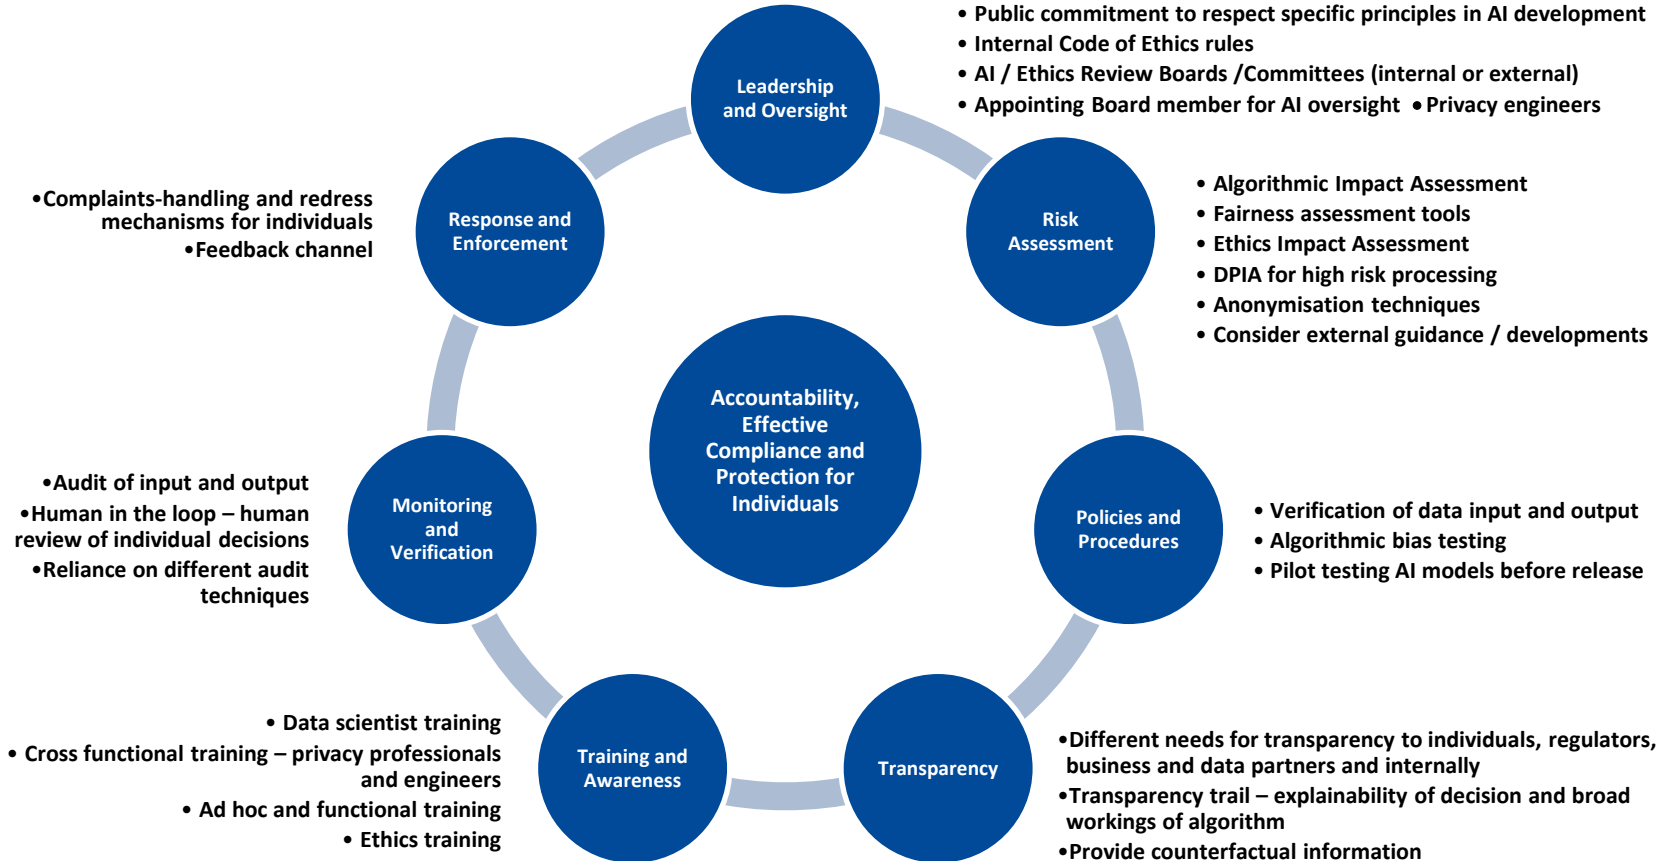 • Public commitment to respect specific principles in AI development
• Internal Code of Ethics rules
• AI / Ethics Review Boards /Committees (internal or external)
• Appointing Board member for AI oversight • Privacy engineers
Leadership
and Oversight
• Algorithmic Impact Assessment
• Fairness assessment tools
• Ethics Impact Assessment
• DPIA for high risk processing
• Anonymisation techniques
• Consider external guidance / developments
Risk
Assessment
• Verification of data input and output
• Algorithmic bias testing
• Pilot testing AI models before release
Policies and
Procedures
•Different needs for transparency to individuals, regulators,
business and data partners and internally
•Transparency trail – explainability of decision and broad
workings of algorithm
•Provide counterfactual information
Transparency
• Data scientist training
• Cross functional training – privacy professionals
and engineers
• Ad hoc and functional training
• Ethics training
Training and
Awareness
•Audit of input and output
•Human in the loop – human
review of individual decisions
•Reliance on different audit
techniques
Monitoring
and
Verification
•Complaints-handling and redress
mechanisms for individuals
•Feedback channel
Response and
Enforcement
Accountability,
Effective
Compliance and
Protection for
Individuals